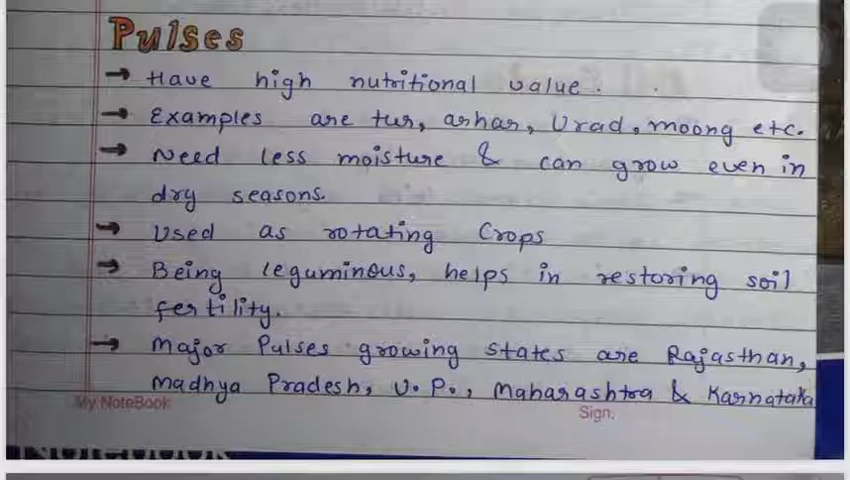 Pulses
→ Have high nutritional value.
→ Examples are tur, arhar, Urad, moong etc.
→ Need less moisture & can grow even in
dry seasons.
→ Used as rotating Crops
→ Being leguminous, helps in restoring soil
fertility.
→ Major Pulses growing states are Rajasthan,
Madhya Pradesh, U.P., Maharashtra & Karnataka
My NoteBook
Sign.